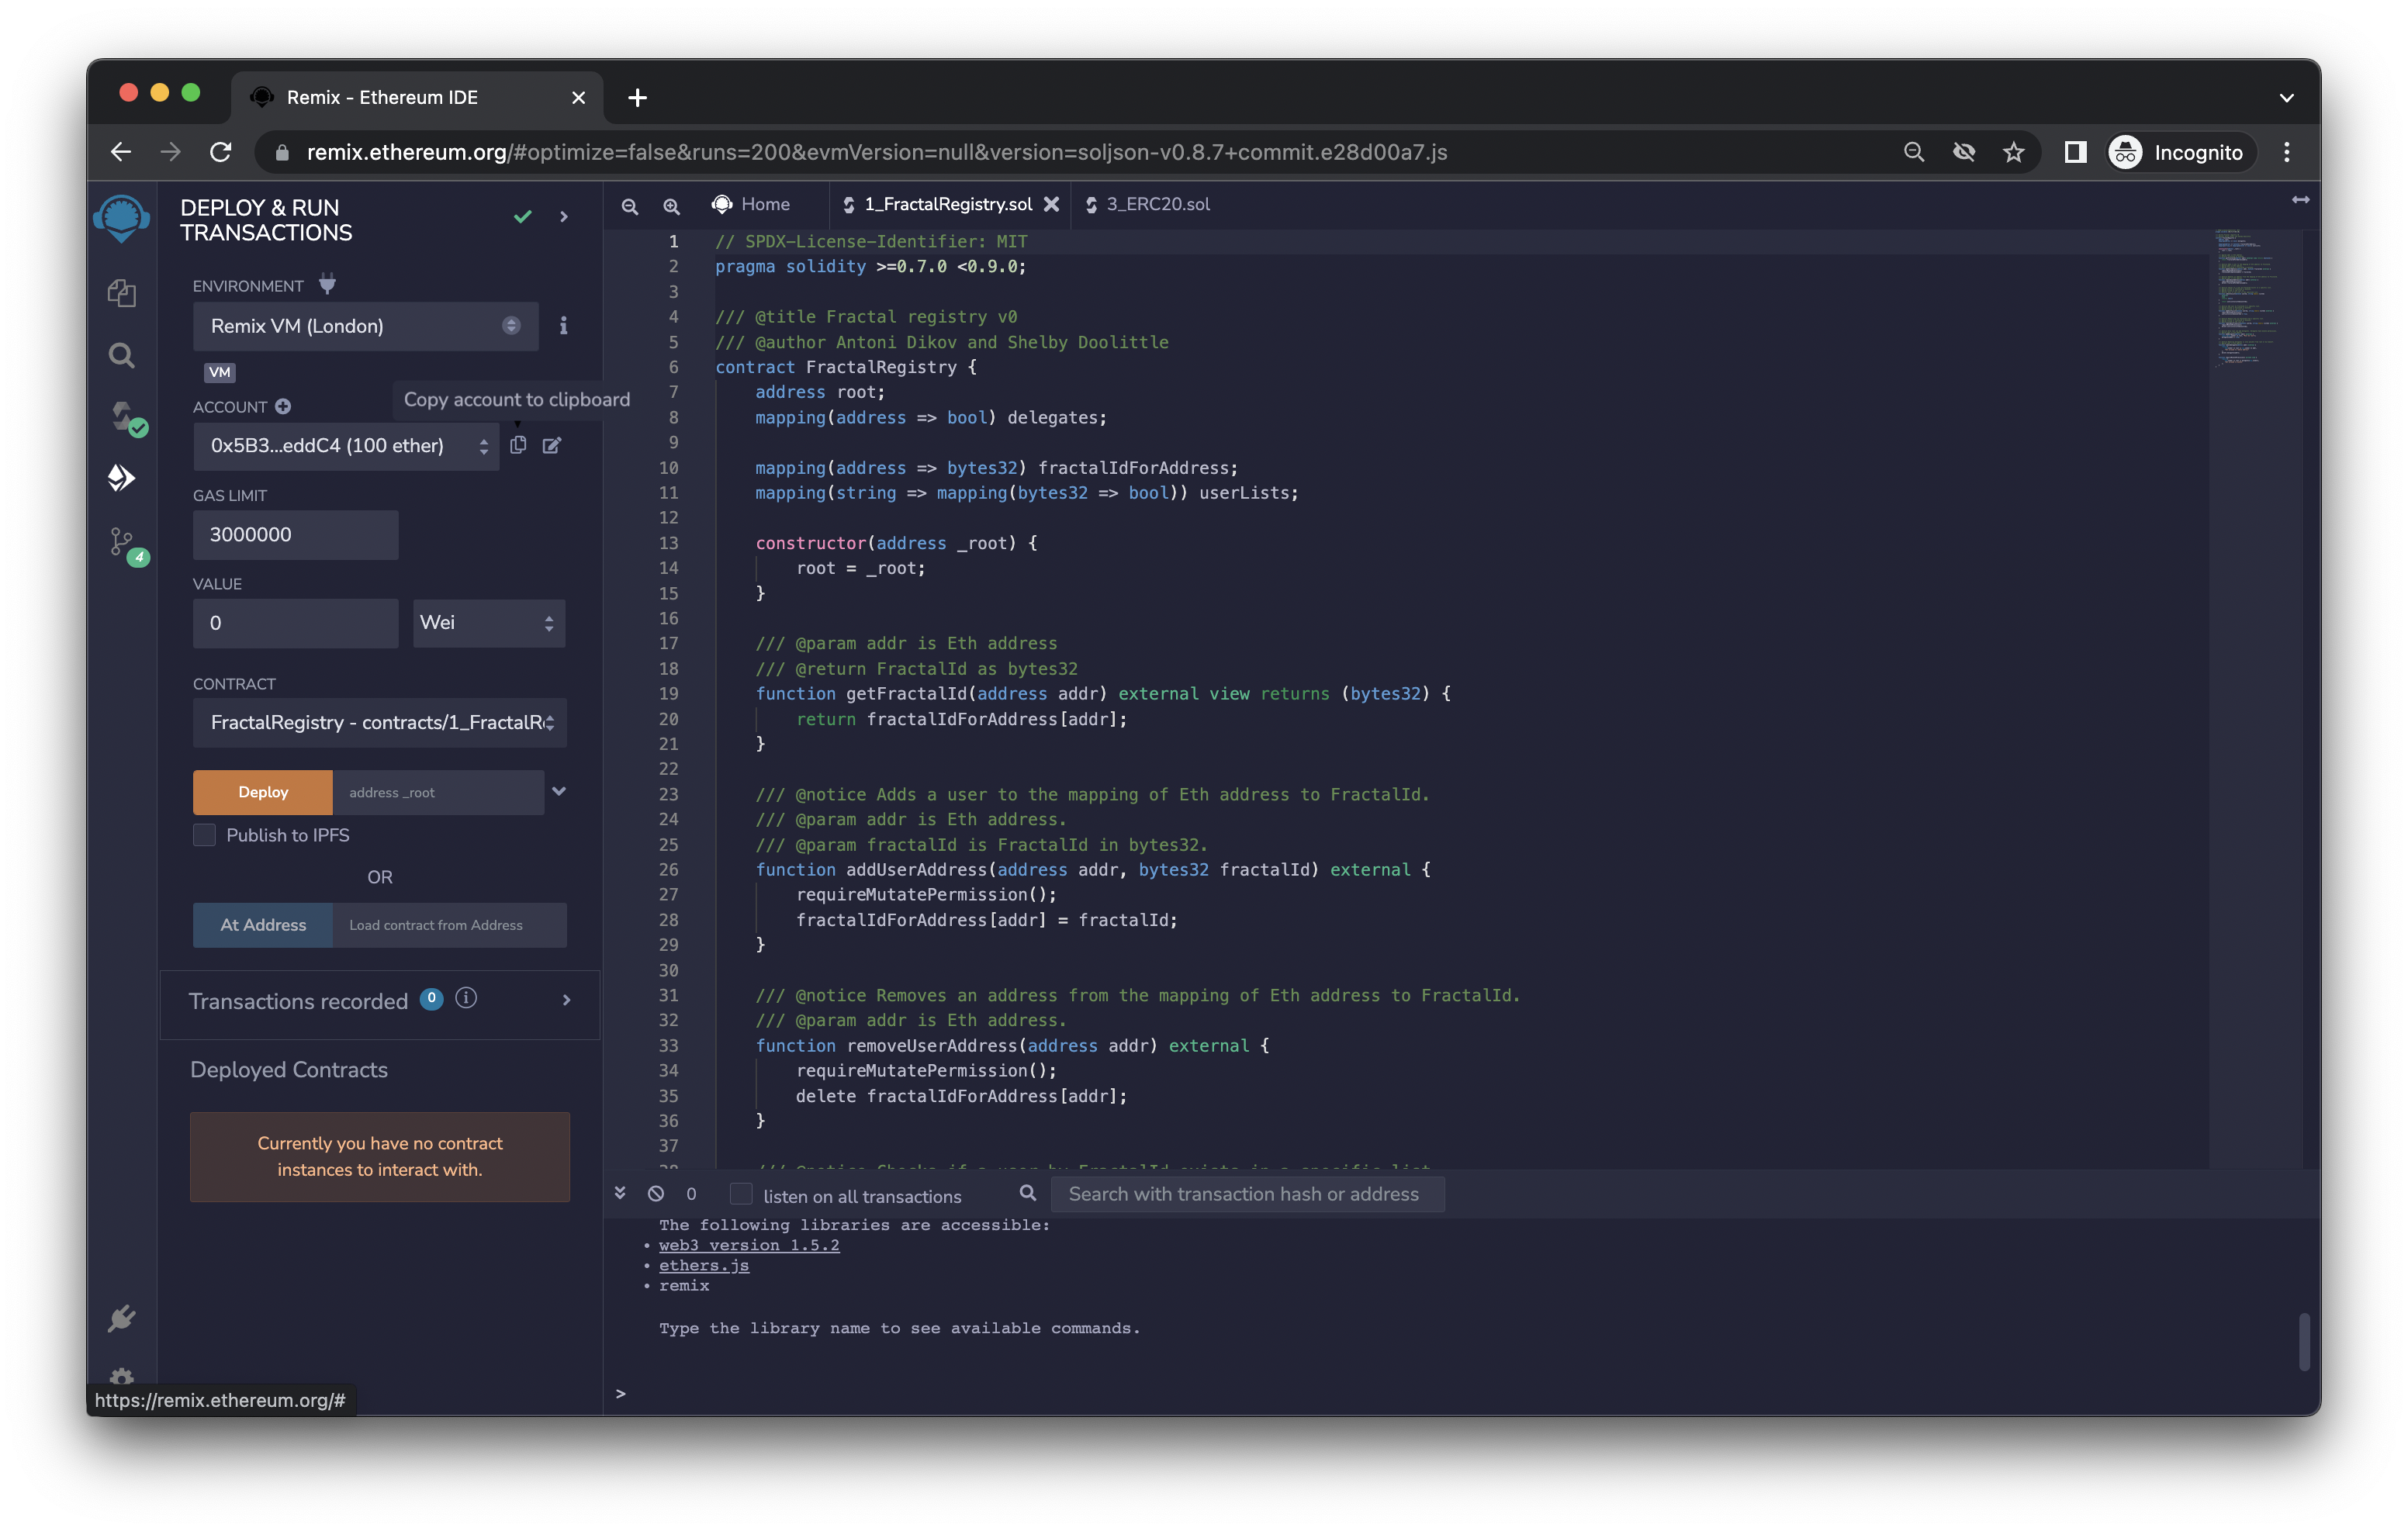 Remix - Ethereum IDE
remix.ethereum.org/#optimize=false&runs=200&evmVersion=null&version=soljson-v0.8.7+commit.e28d00a7.js
Incognito
DEPLOY & RUN
TRANSACTIONS
ENVIRONMENT
Remix VM (London)
VM
Copy account to clipboard
ACCOUNT
0x5B3...eddC4 (100 ether)
GAS LIMIT
3000000
VALUE
0
Wei
CONTRACT
FractalRegistry - contracts/1_FractalR
Deploy
address _root
Publish to IPFS
OR
At Address
Load contract from Address
Transactions recorded 0
Deployed Contracts
Currently you have no contract
instances to interact with.
4
https://remix.ethereum.org/#
Home
1_FractalRegistry.sol
3_ERC20.sol
1 // SPDX-License-Identifier: MIT
2 pragma solidity >=0.7.0 <0.9.0;
3
4 /// @title Fractal registry v0
5 /// @author Antoni Dikov and Shelby Doolittle
6 contract FractalRegistry {
7 address root;
8 mapping(address => bool) delegates;
9
10 mapping(address => bytes32) fractalIdForAddress;
11 mapping(string => mapping(bytes32 => bool)) userLists;
12
13 constructor(address _root) {
14 root = _root;
15 }
16
17 /// @param addr is Eth address
18 /// @return FractalId as bytes32
19 function getFractalId(address addr) external view returns (bytes32) {
20 return fractalIdForAddress[addr];
21 }
22
23 /// @notice Adds a user to the mapping of Eth address to FractalId.
24 /// @param addr is Eth address.
25 /// @param fractalId is FractalId in bytes32.
26 function addUserAddress(address addr, bytes32 fractalId) external {
27 requireMutatePermission();
28 fractalIdForAddress[addr] = fractalId;
29 }
30
31 /// @notice Removes an address from the mapping of Eth address to FractalId.
32 /// @param addr is Eth address.
33 function removeUserAddress(address addr) external {
34 requireMutatePermission();
35 delete fractalIdForAddress[addr];
36 }
37
38 /// @notice Checks if a user by FractalId exists in a specific list
0
listen on all transactions
Search with transaction hash or address
The following libraries are accessible:
• web3 version 1.5.2
• ethers.js
• remix
Type the library name to see available commands.
>